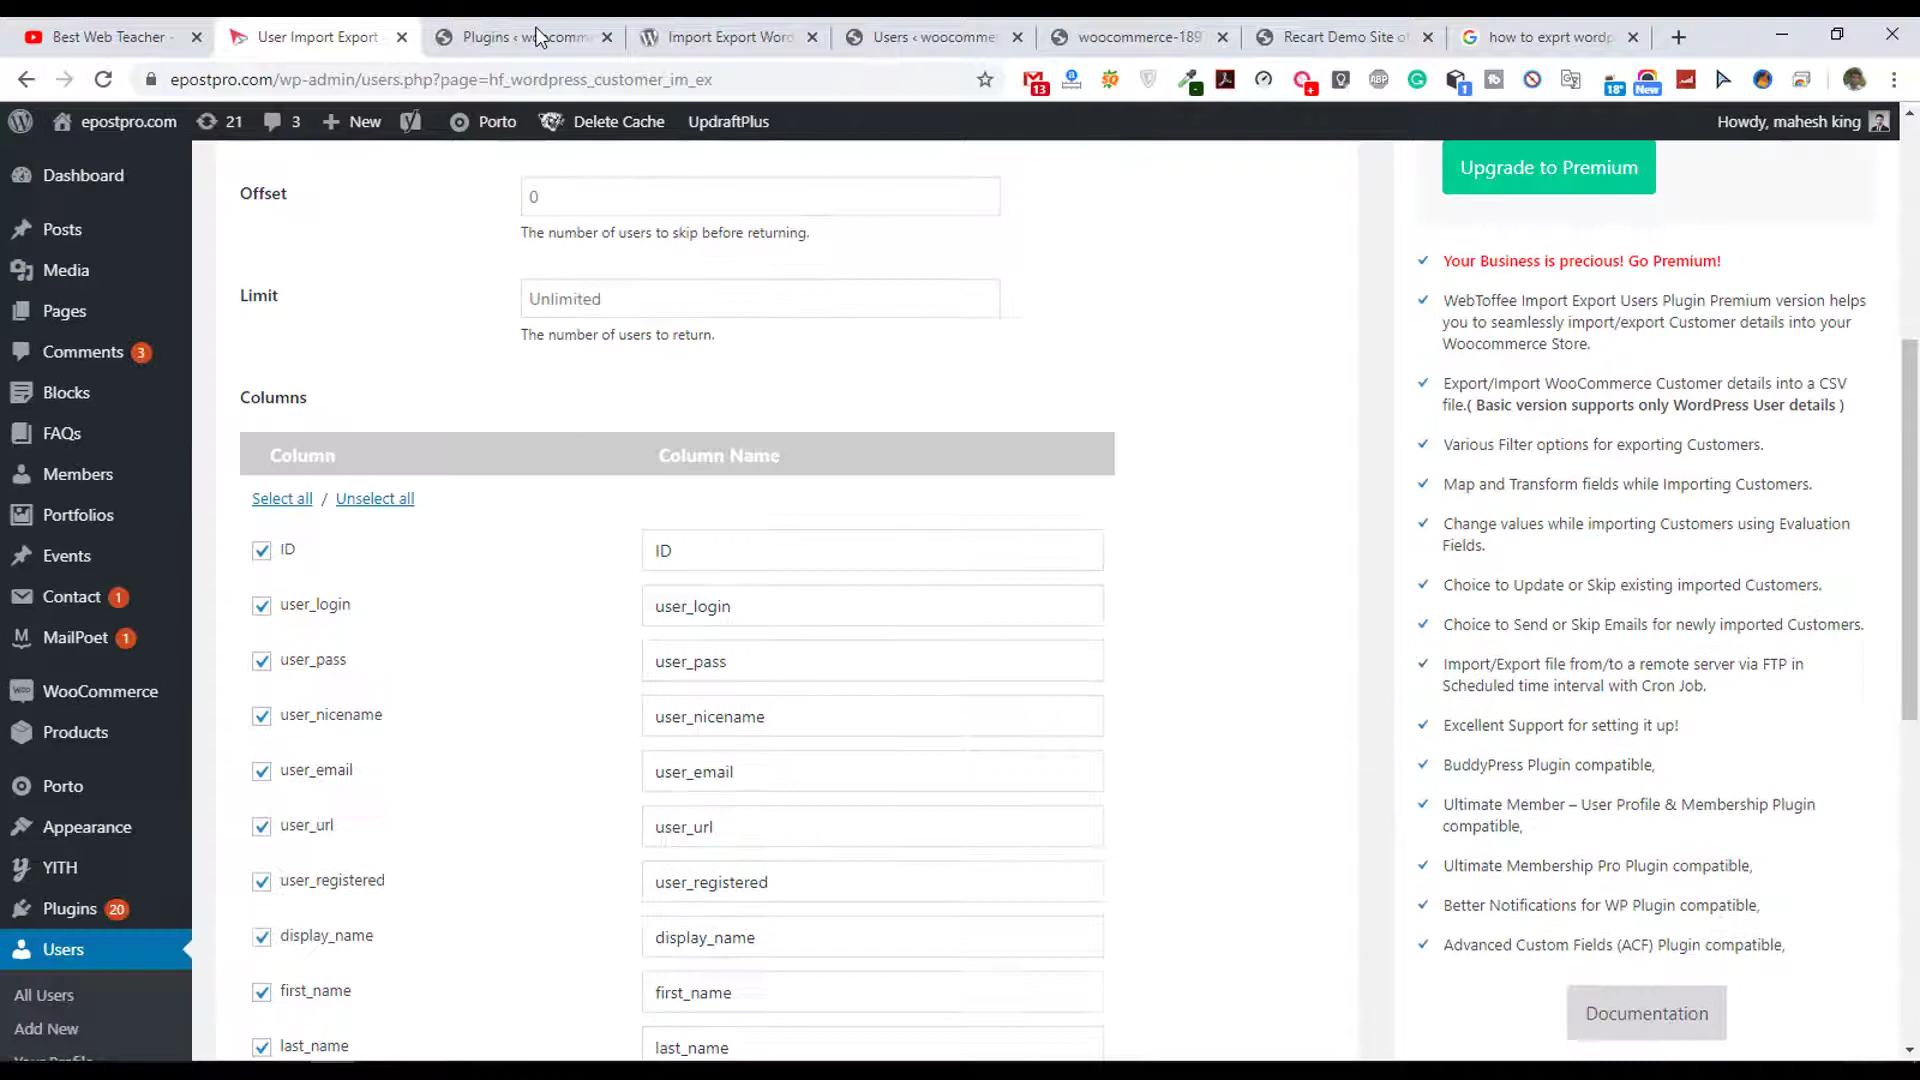 Best Web Teacher -
User Import Export -
Plugins ‹ woocomm
Import Export Word
Users ‹ woocomme
woocommerce-189
Recart Demo Site of
how to exprt wordp
epostpro.com/wp-admin/users.php?page=hf_wordpress_customer_im_ex
13
ABP
1
18°
New
epostpro.com
21
3
New
Porto
Delete Cache
UpdraftPlus
Howdy, mahesh king
Dashboard
Posts
Media
Pages
Comments 3
Blocks
FAQs
Members
Portfolios
Events
Contact 1
MailPoet 1
WooCommerce
Products
Porto
Appearance
YITH
Plugins 20
Users
All Users
Add New
Your Profile
Offset
0
The number of users to skip before returning.
Limit
Unlimited
The number of users to return.
Columns
Column Column Name
Select all / Unselect all
ID ID
user_login user_login
user_pass user_pass
user_nicename user_nicename
user_email user_email
user_url user_url
user_registered user_registered
display_name display_name
first_name first_name
last_name last_name
Upgrade to Premium
Your Business is precious! Go Premium!
WebToffee Import Export Users Plugin Premium version helps
you to seamlessly import/export Customer details into your
Woocommerce Store.
Export/Import WooCommerce Customer details into a CSV
file.( Basic version supports only WordPress User details )
Various Filter options for exporting Customers.
Map and Transform fields while Importing Customers.
Change values while importing Customers using Evaluation
Fields.
Choice to Update or Skip existing imported Customers.
Choice to Send or Skip Emails for newly imported Customers.
Import/Export file from/to a remote server via FTP in
Scheduled time interval with Cron Job.
Excellent Support for setting it up!
BuddyPress Plugin compatible,
Ultimate Member – User Profile & Membership Plugin
compatible,
Ultimate Membership Pro Plugin compatible,
Better Notifications for WP Plugin compatible,
Advanced Custom Fields (ACF) Plugin compatible,
Documentation